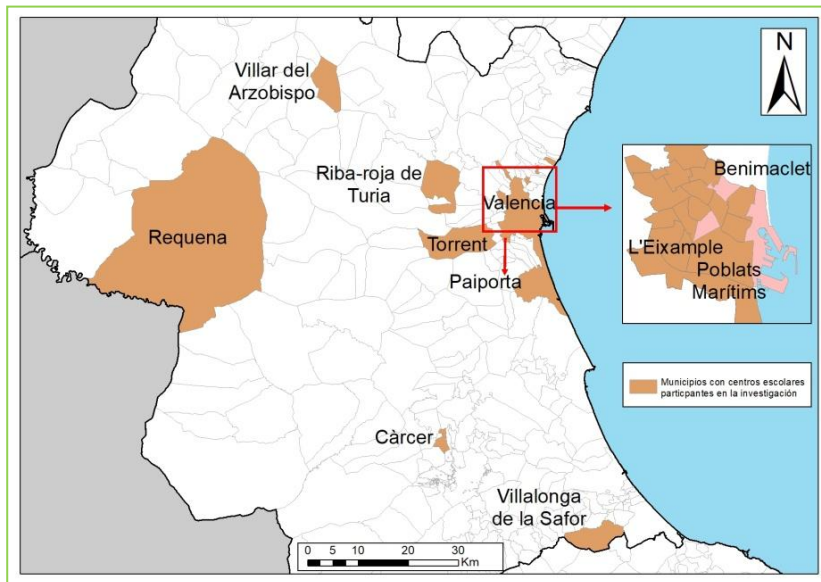 N
Villar del
Arzobispo
Riba-roja de
Turia
Valencia
Requena
Torrent
Paiporta
Benimaclet
L'Eixample
Poblats
Marítims
Municipios con centros escolares
particpantes en la investigación
Càrcer
Villalonga
de la Safor
0 5 10 20 30
Km